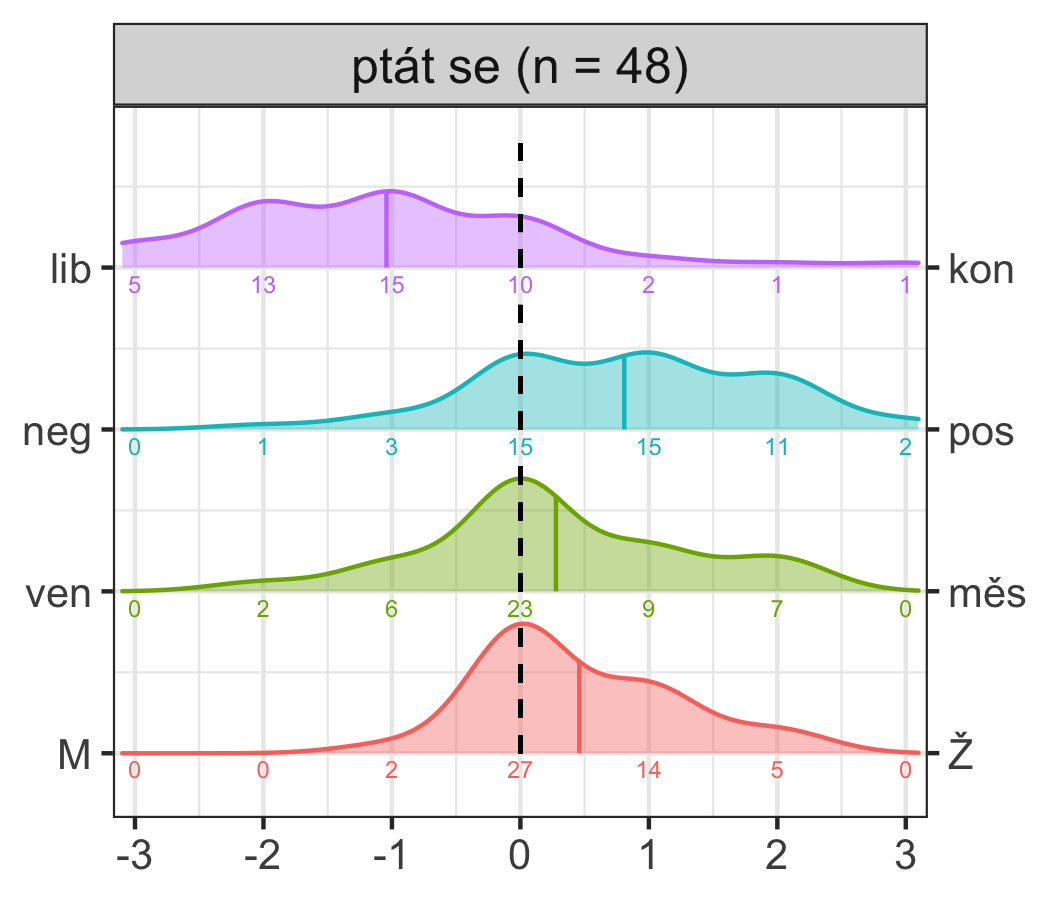 ptát se (n = 48)
lib kon
5 13 15 10 2 1 1
neg pos
0 1 3 15 15 11 2
ven měs
0 2 6 23 9 7 0
M Ž
0 0 2 27 14 5 0
-3 -2 -1 0 1 2 3